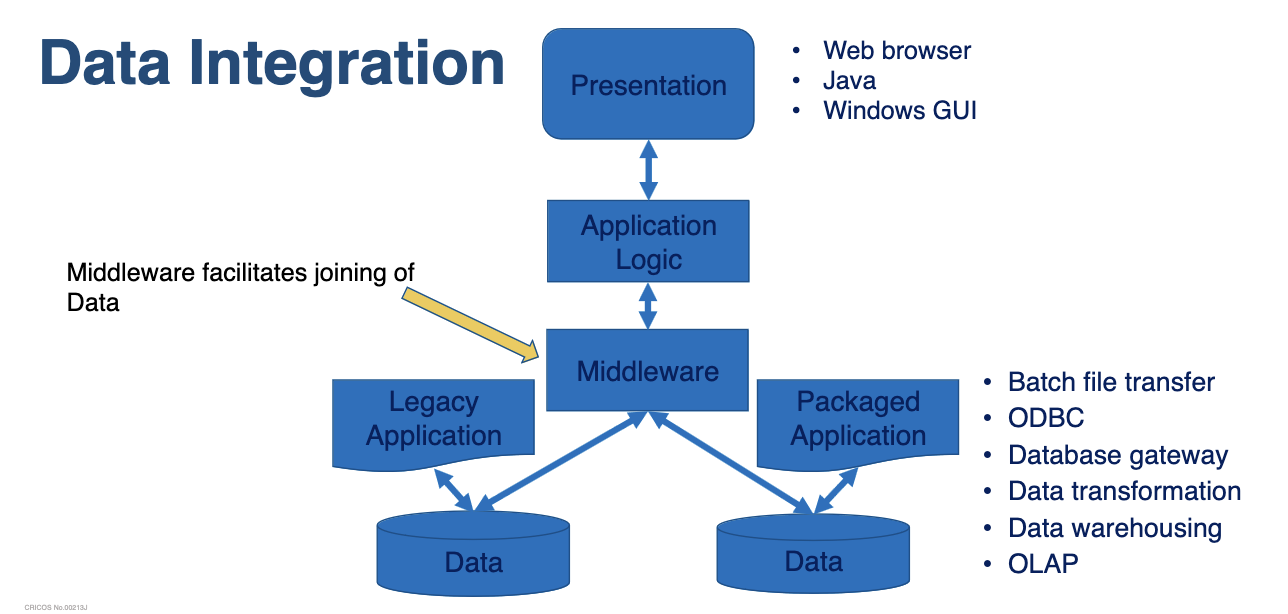 Data Integration
Presentation
• Web browser
• Java
• Windows GUI
Application
Logic
Middleware facilitates joining of
Data
Middleware
Legacy
Application
Packaged
Application
• Batch file transfer
• ODBC
• Database gateway
• Data transformation
• Data warehousing
• OLAP
Data
Data
CRICOS No.00213J